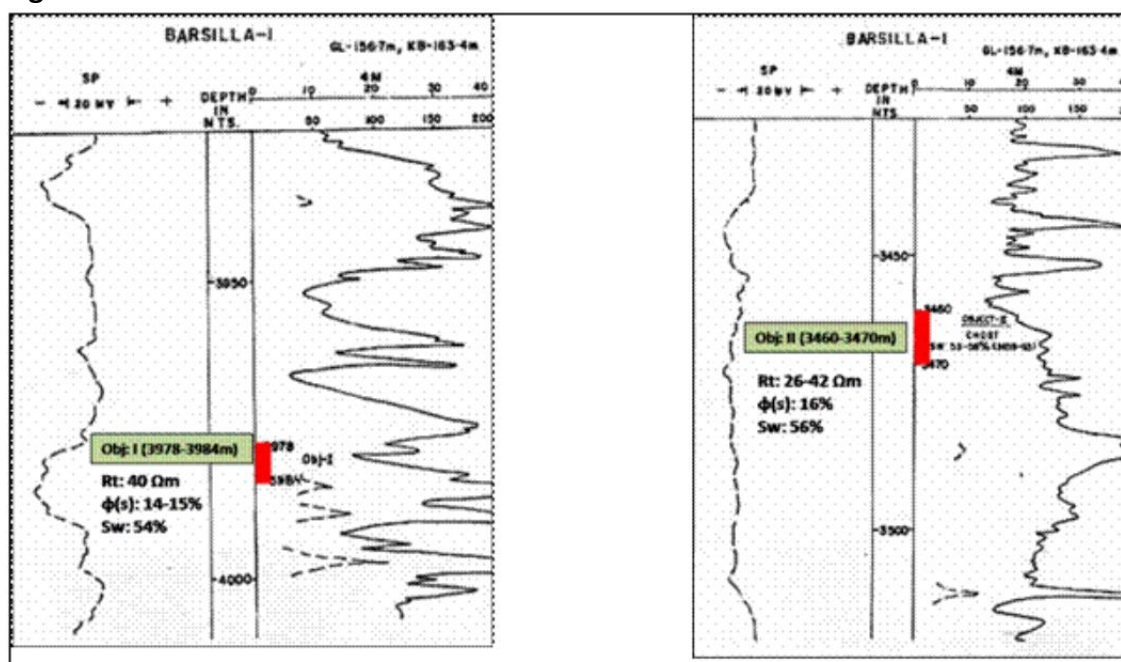 BARSILLA-I
GL-156·7m, KB-163·4m
SP
- 20 MV +
DEPTH
IN
MTS.
4M
0 10 20 30 40
50 100 150 200
3950
Obj: I (3978-3984m)
3978
Obj-I
3984
Rt: 40 Ωm
ϕ(s): 14-15%
Sw: 54%
4000
BARSILLA-I
GL-156·7m, KB-163·4m
SP
- 20 MV +
DEPTH
IN
MTS
4M
0 10 20 30
50 100 150
3450
3460
OBJECT-II
Obj: II (3460-3470m)
3470
Rt: 26-42 Ωm
ϕ(s): 16%
Sw: 56%
3500